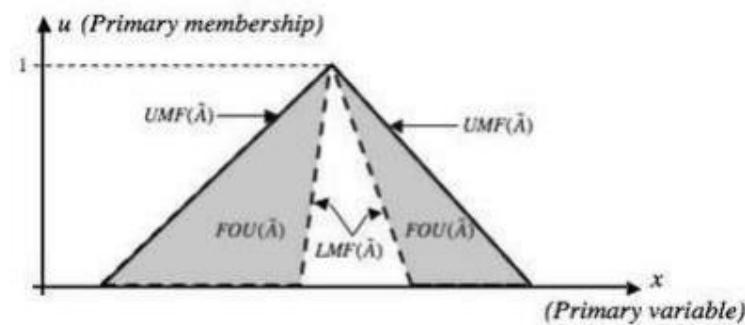 u (Primary membership)
1
UMF(Ã)
UMF(Ã)
FOU(Ã)
LMF(Ã)
FOU(Ã)
x
(Primary variable)